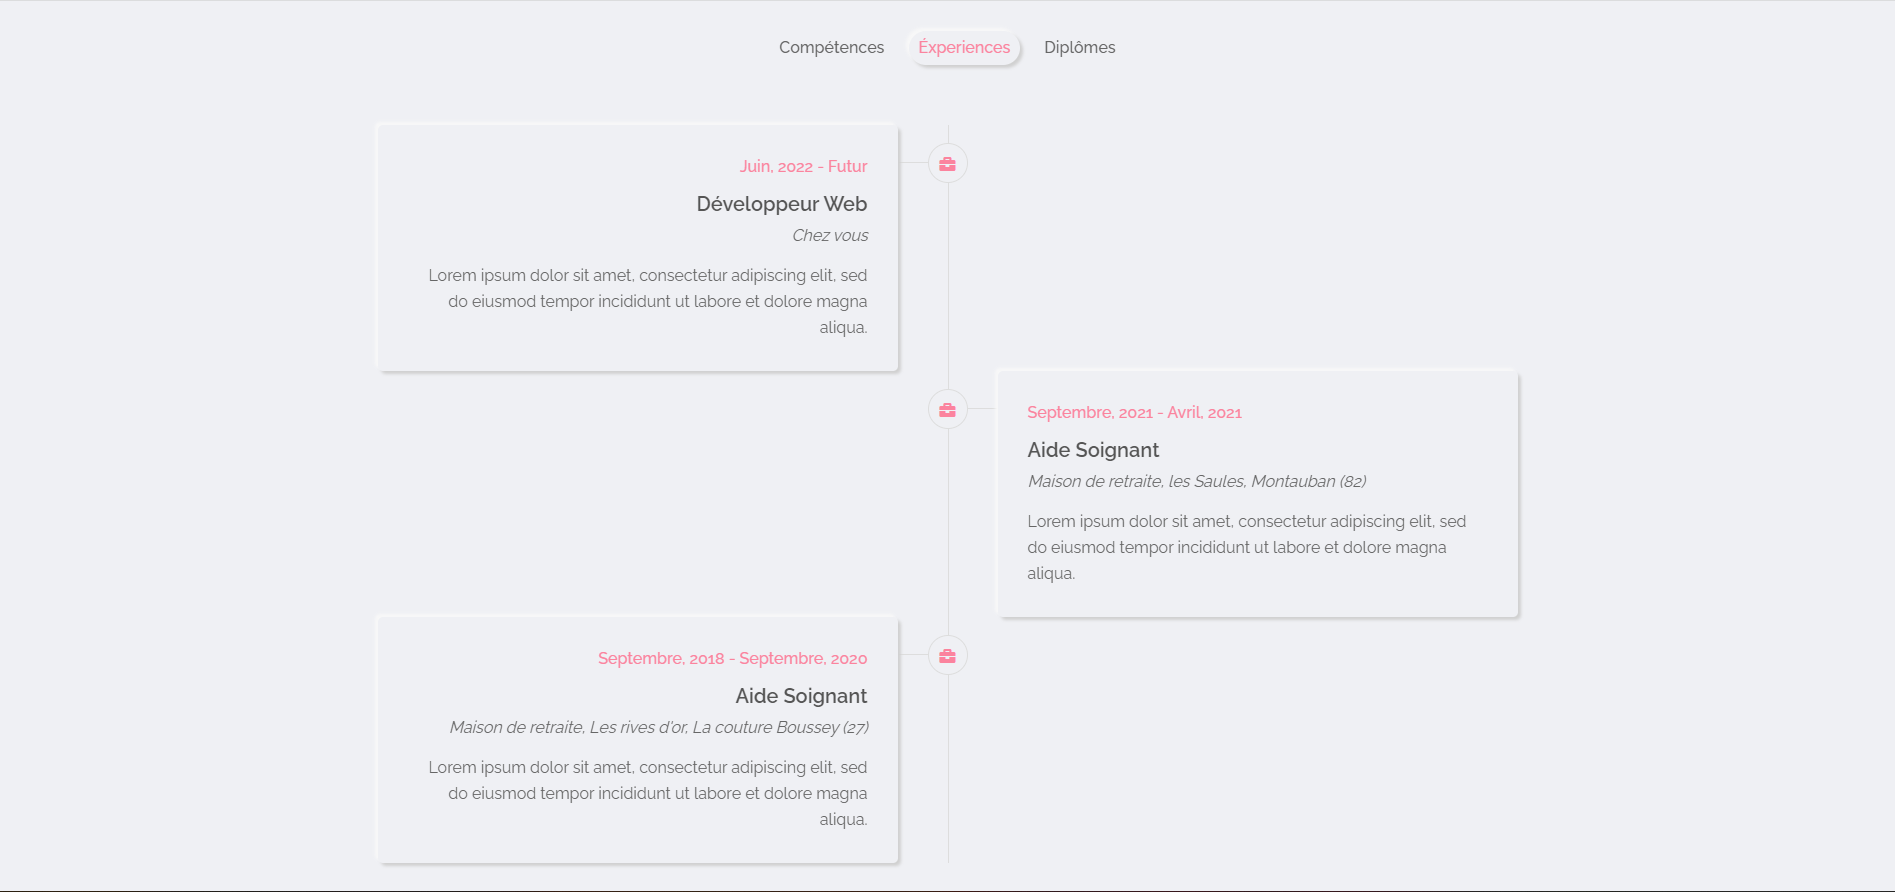 Compétences
Éxperiences
Diplômes
Juin, 2022 - Futur
Développeur Web
Chez vous
Lorem ipsum dolor sit amet, consectetur adipiscing elit, sed
do eiusmod tempor incididunt ut labore et dolore magna
aliqua.
Septembre, 2021 - Avril, 2021
Aide Soignant
Maison de retraite, les Saules, Montauban (82)
Lorem ipsum dolor sit amet, consectetur adipiscing elit, sed
do eiusmod tempor incididunt ut labore et dolore magna
aliqua.
Septembre, 2018 - Septembre, 2020
Aide Soignant
Maison de retraite, Les rives d'or, La couture Boussey (27)
Lorem ipsum dolor sit amet, consectetur adipiscing elit, sed
do eiusmod tempor incididunt ut labore et dolore magna
aliqua.